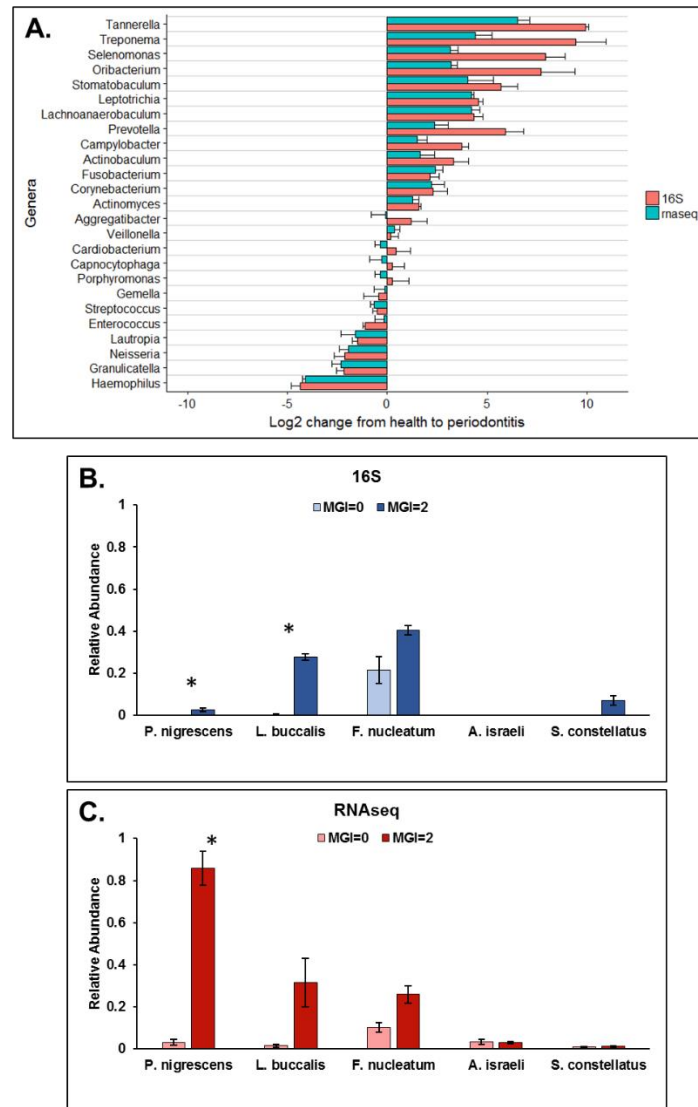 A.
Genera
Tannerella
Treponema
Selenomonas
Oribacterium
Stomatobaculum
Leptotrichia
Lachnoanaerobaculum
Prevotella
Campylobacter
Actinobaculum
Fusobacterium
Corynebacterium
Actinomyces
Aggregatibacter
Veillonella
Cardiobacterium
Capnocytophaga
Porphyromonas
Gemella
Streptococcus
Enterococcus
Lautropia
Neisseria
Granulicatella
Haemophilus
16S
rnaseq
-10 -5 0 5 10
Log2 change from health to periodontitis
B.
16S
MGI=0 MGI=2
Relative Abundance
1
0.8
0.6
0.4
0.2
0
* *
P. nigrescens L. buccalis F. nucleatum A. israeli S. constellatus
C.
RNAseq
MGI=0 MGI=2
Relative Abundance
1
0.8
0.6
0.4
0.2
0
*
P. nigrescens L. buccalis F. nucleatum A. israeli S. constellatus